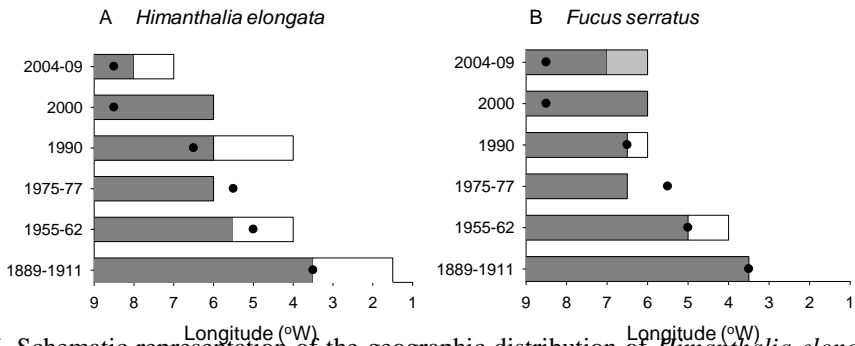 A Himanthalia elongata
2004-09
2000
1990
1975-77
1955-62
1889-1911
9 8 7 6 5 4 3 2 1
Longitude (°W)
B Fucus serratus
2004-09
2000
1990
1975-77
1955-62
1889-1911
9 8 7 6 5 4 3 2 1
Longitude (°W)
Schematic representation of the geographic distribution of Himanthalia elong